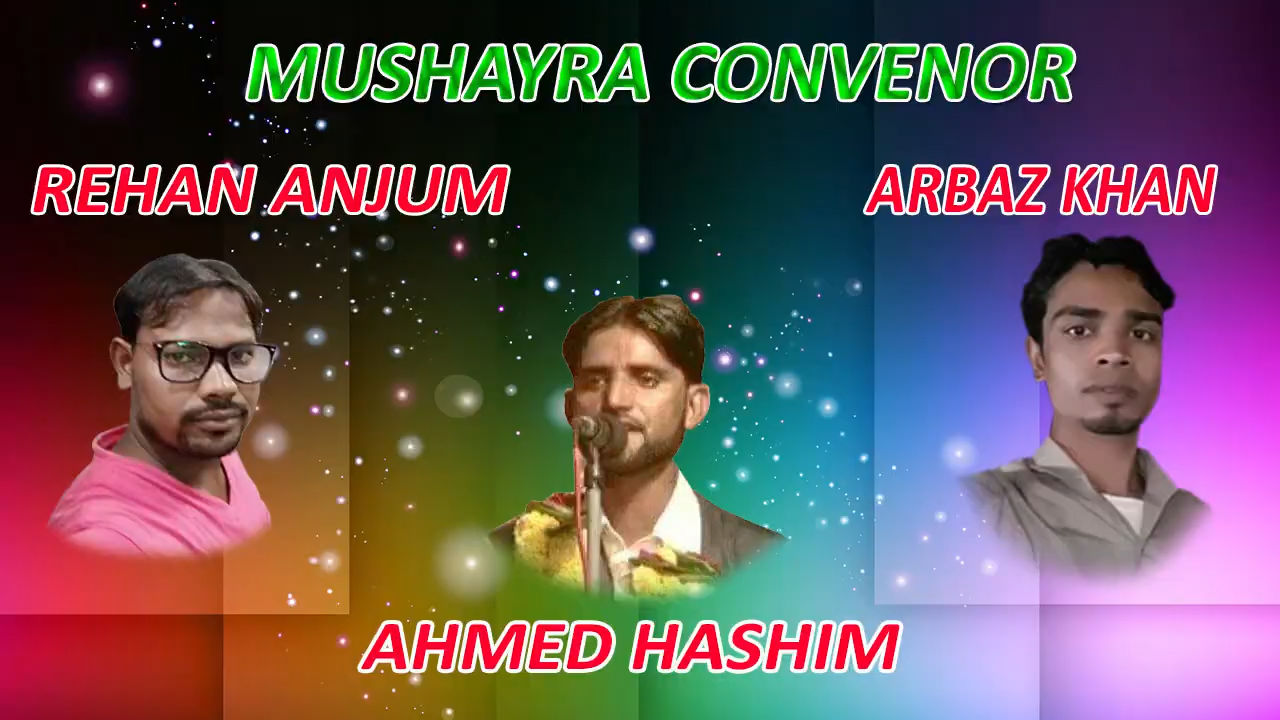 MUSHAYRA CONVENOR
REHAN ANJUM
ARBAZ KHAN
AHMED HASHIM